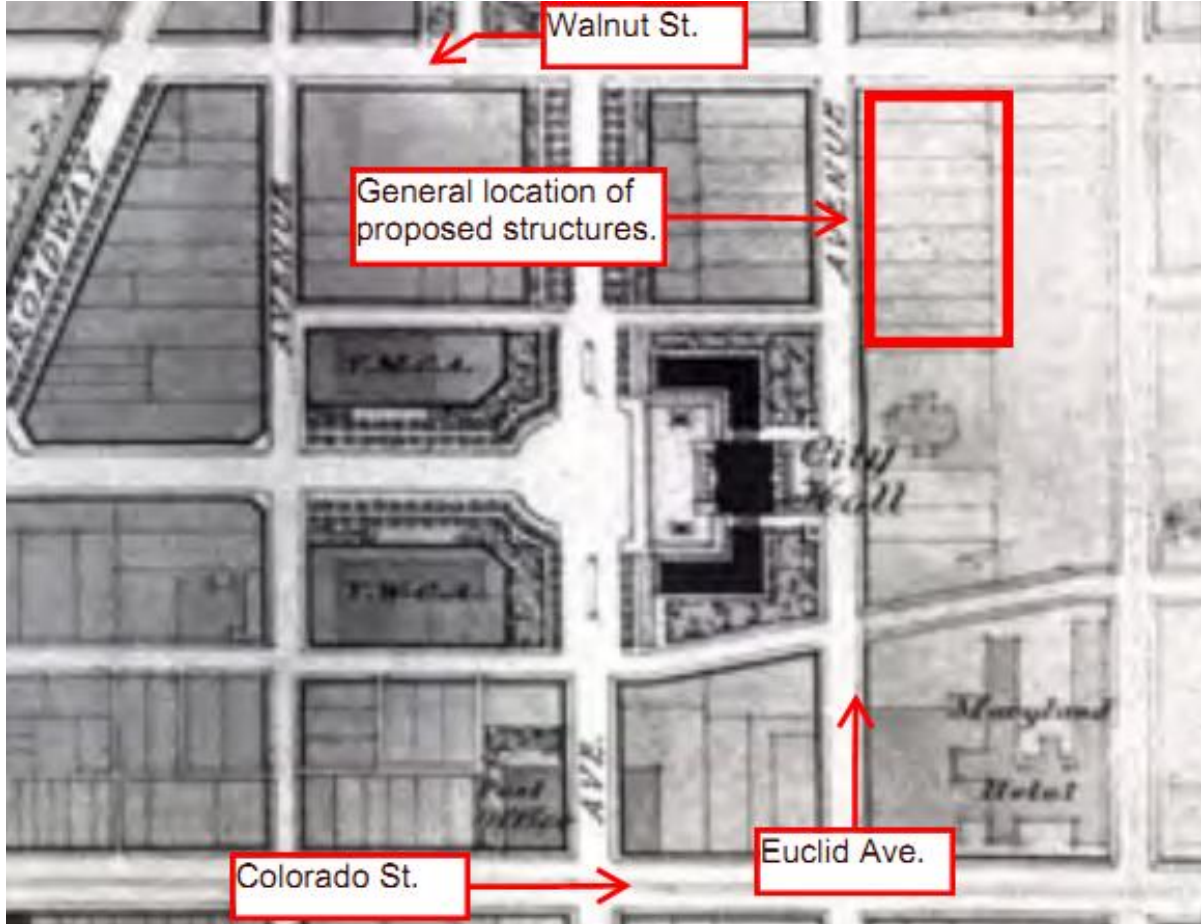 Walnut St.
AVENUE
General location of
proposed structures.
BROADWAY
AVENUE
Y.M.C.A.
City
Hall
Y.W.C.A.
Maryland
Hotel
Post
Office
AVE.
Euclid Ave.
Colorado St.